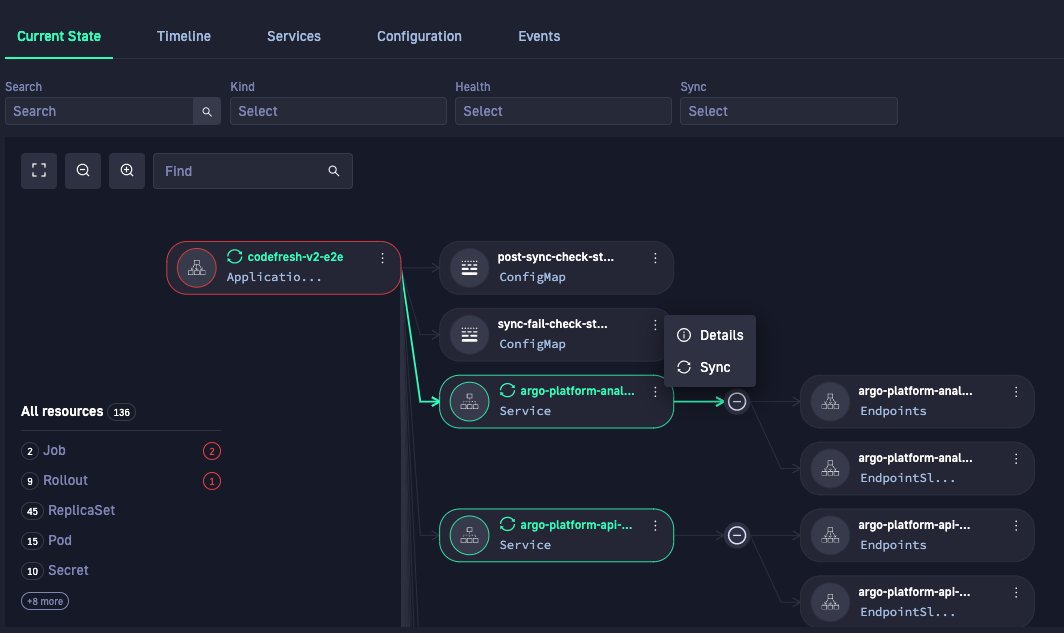 Current State Timeline Services Configuration Events
Search Kind Health Sync
Search Select Select Select
Find
codefresh-v2-e2e
Applicatio...
post-sync-check-st...
ConfigMap
sync-fail-check-st...
ConfigMap
Details
Sync
argo-platform-anal...
Service
argo-platform-anal...
Endpoints
argo-platform-anal...
EndpointSl...
argo-platform-api-...
Service
argo-platform-api-...
Endpoints
argo-platform-api-...
EndpointSl...
All resources 136
2 Job 2
9 Rollout 1
45 ReplicaSet
15 Pod
10 Secret
+8 more